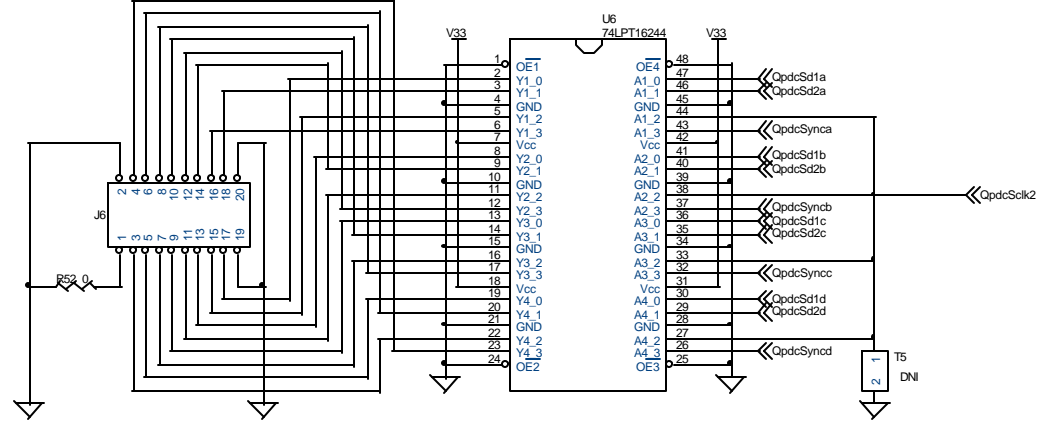 U6
74LPT16244
V33
V33
1 OE1 OE4 48
2 Y1_0 A1_0 47 QpdcSd1a
3 Y1_1 A1_1 46 QpdcSd2a
4 GND GND 45
5 Y1_2 A1_2 44
6 Y1_3 A1_3 43 QpdcSynca
7 Vcc Vcc 42
8 Y2_0 A2_0 41 QpdcSd1b
9 Y2_1 A2_1 40 QpdcSd2b
10 GND GND 39
11 Y2_2 A2_2 38 QpdcSclk2
12 Y2_3 A2_3 37 QpdcSyncb
13 Y3_0 A3_0 36 QpdcSd1c
14 Y3_1 A3_1 35 QpdcSd2c
15 GND GND 34
16 Y3_2 A3_2 33
17 Y3_3 A3_3 32 QpdcSyncc
18 Vcc Vcc 31
19 Y4_0 A4_0 30 QpdcSd1d
20 Y4_1 A4_1 29 QpdcSd2d
21 GND GND 28
22 Y4_2 A4_2 27
23 Y4_3 A4_3 26 QpdcSyncd
24 OE2 OE3 25
2 4 6 8 10 12 14 16 18 20
J6
1 3 5 7 9 11 13 15 17 19
R52 0
1 T5
2 DNI